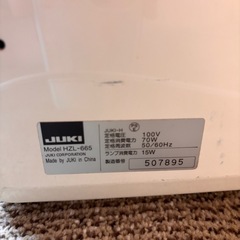 JUKI
Model HZL-665
JUKI CORPORATION
Made by JUKI in China
JUKI-H
定格電圧 100V
定格消費電力 70W
定格周波数 50/60Hz
ランプ消費電力 15W
製造番号 507895